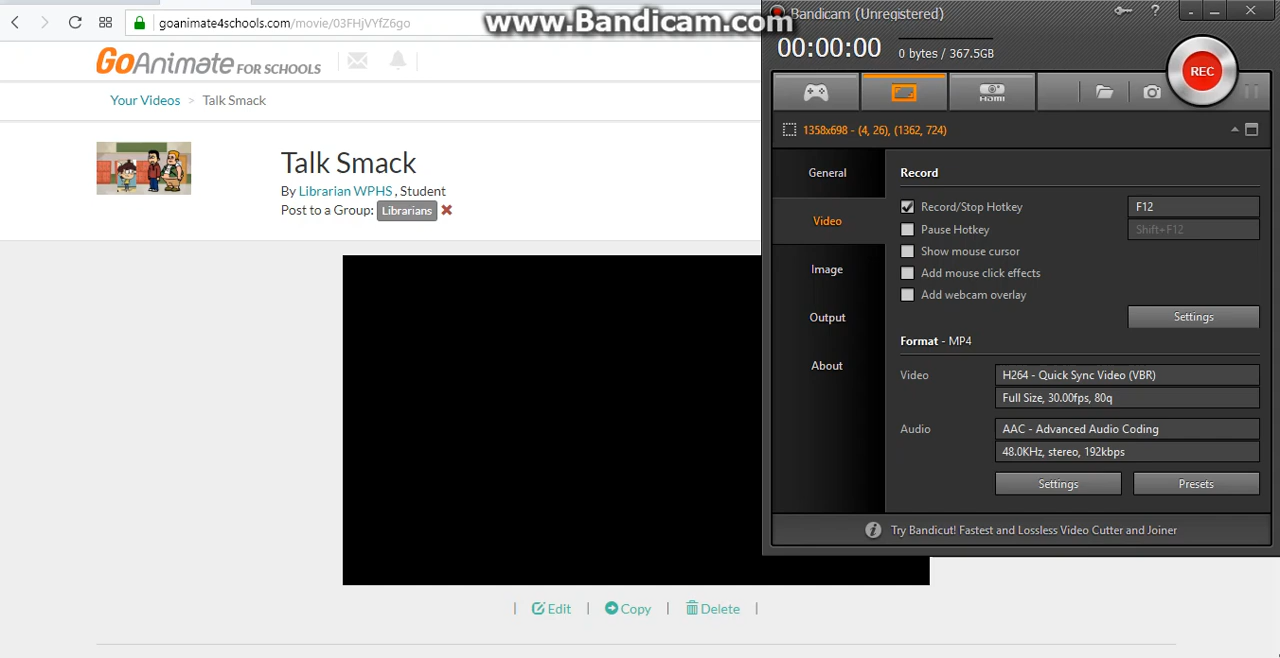 goanimate4schools.com/movie/03FHjVYfZ6go
www.Bandicam.com
GoAnimate FOR SCHOOLS
Your Videos > Talk Smack
Talk Smack
By Librarian WPHS , Student
Post to a Group: Librarians
| Edit | Copy | Delete |
Bandicam (Unregistered)
00:00:00 0 bytes / 367.5GB
REC
HDMI
1358x698 - (4, 26), (1362, 724)
General
Video
Image
Output
About
Record
Record/Stop Hotkey F12
Pause Hotkey Shift+F12
Show mouse cursor
Add mouse click effects
Add webcam overlay
Settings
Format - MP4
Video H264 - Quick Sync Video (VBR)
Full Size, 30.00fps, 80q
Audio AAC - Advanced Audio Coding
48.0KHz, stereo, 192kbps
Settings Presets
Try Bandicut! Fastest and Lossless Video Cutter and Joiner